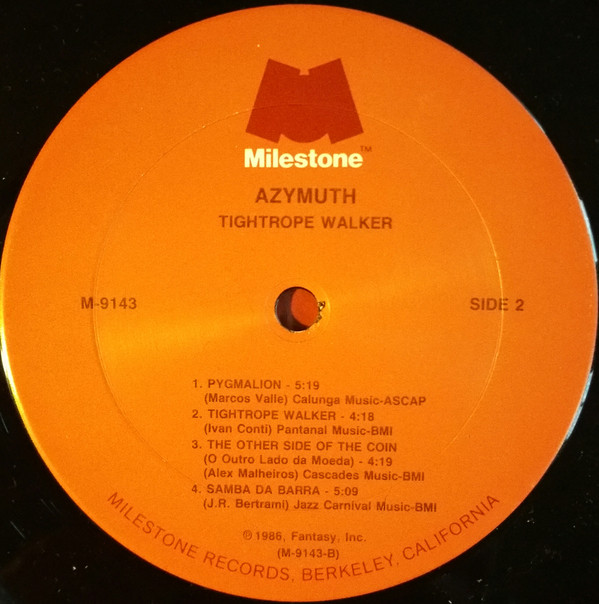 Milestone™
AZYMUTH
TIGHTROPE WALKER
M-9143
SIDE 2
1. PYGMALION - 5:19
(Marcos Valle) Calunga Music-ASCAP
2. TIGHTROPE WALKER - 4:18
(Ivan Conti) Pantanal Music-BMI
3. THE OTHER SIDE OF THE COIN
(O Outro Lado da Moeda) - 4:19
(Alex Malheiros) Cascades Music-BMI
4. SAMBA DA BARRA - 5:09
(J.R. Bertrami) Jazz Carnival Music-BMI
℗ 1986, Fantasy, Inc.
(M-9143-B)
MILESTONE RECORDS, BERKELEY, CALIFORNIA